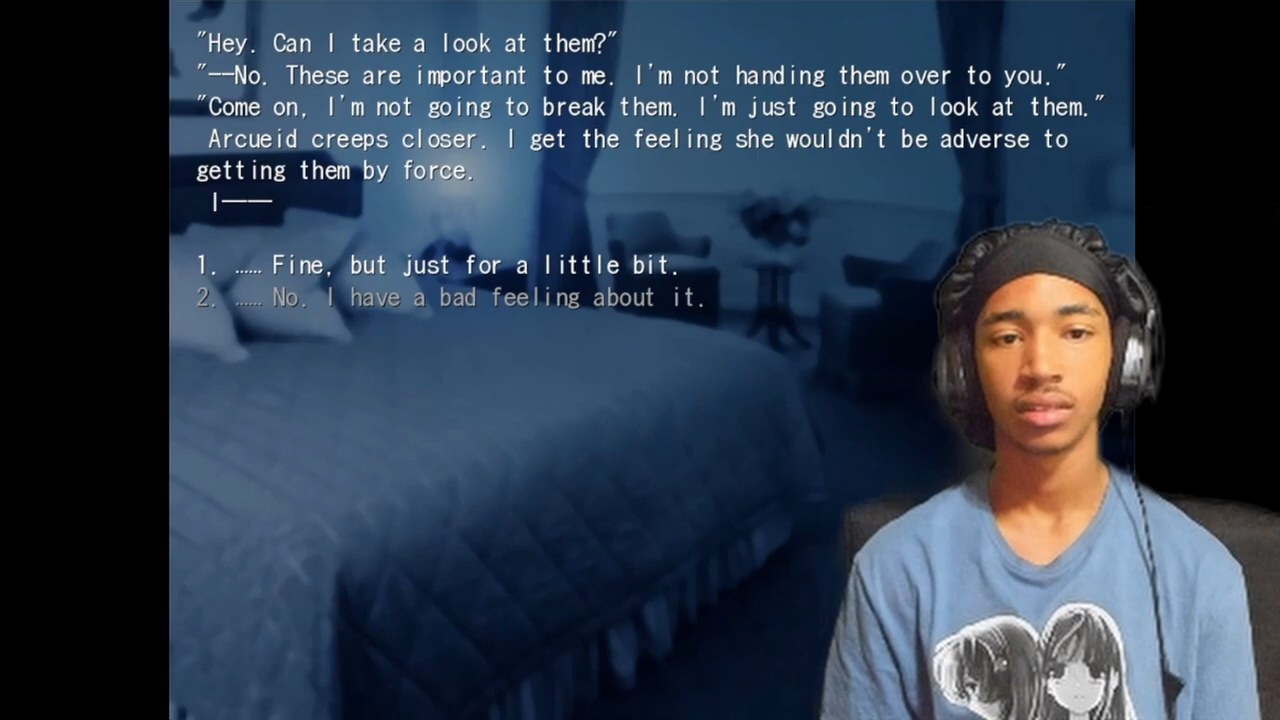 "Hey. Can I take a look at them?"
"──No. These are important to me. I'm not handing them over to you."
"Come on, I'm not going to break them. I'm just going to look at them."
Arcueid creeps closer. I get the feeling she wouldn't be adverse to
getting them by force.
I───
1. …… Fine, but just for a little bit.
2. …… No. I have a bad feeling about it.